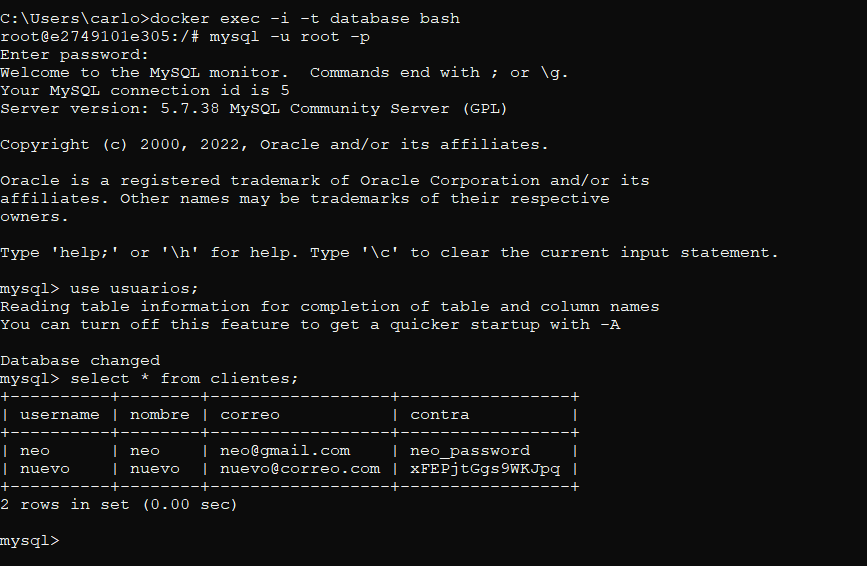 C:\Users\carlo>docker exec -i -t database bash
root@e2749101e305:/# mysql -u root -p
Enter password:
Welcome to the MySQL monitor.  Commands end with ; or \g.
Your MySQL connection id is 5
Server version: 5.7.38 MySQL Community Server (GPL)

Copyright (c) 2000, 2022, Oracle and/or its affiliates.

Oracle is a registered trademark of Oracle Corporation and/or its
affiliates. Other names may be trademarks of their respective
owners.

Type 'help;' or '\h' for help. Type '\c' to clear the current input statement.

mysql> use usuarios;
Reading table information for completion of table and column names
You can turn off this feature to get a quicker startup with -A

Database changed
mysql> select * from clientes;
+----------+--------+------------------+-----------------+
| username | nombre | correo           | contra          |
+----------+--------+------------------+-----------------+
| neo      | neo    | neo@gmail.com    | neo_password    |
| nuevo    | nuevo  | nuevo@correo.com | xFEPjtGgs9WKJpq |
+----------+--------+------------------+-----------------+
2 rows in set (0.00 sec)

mysql>